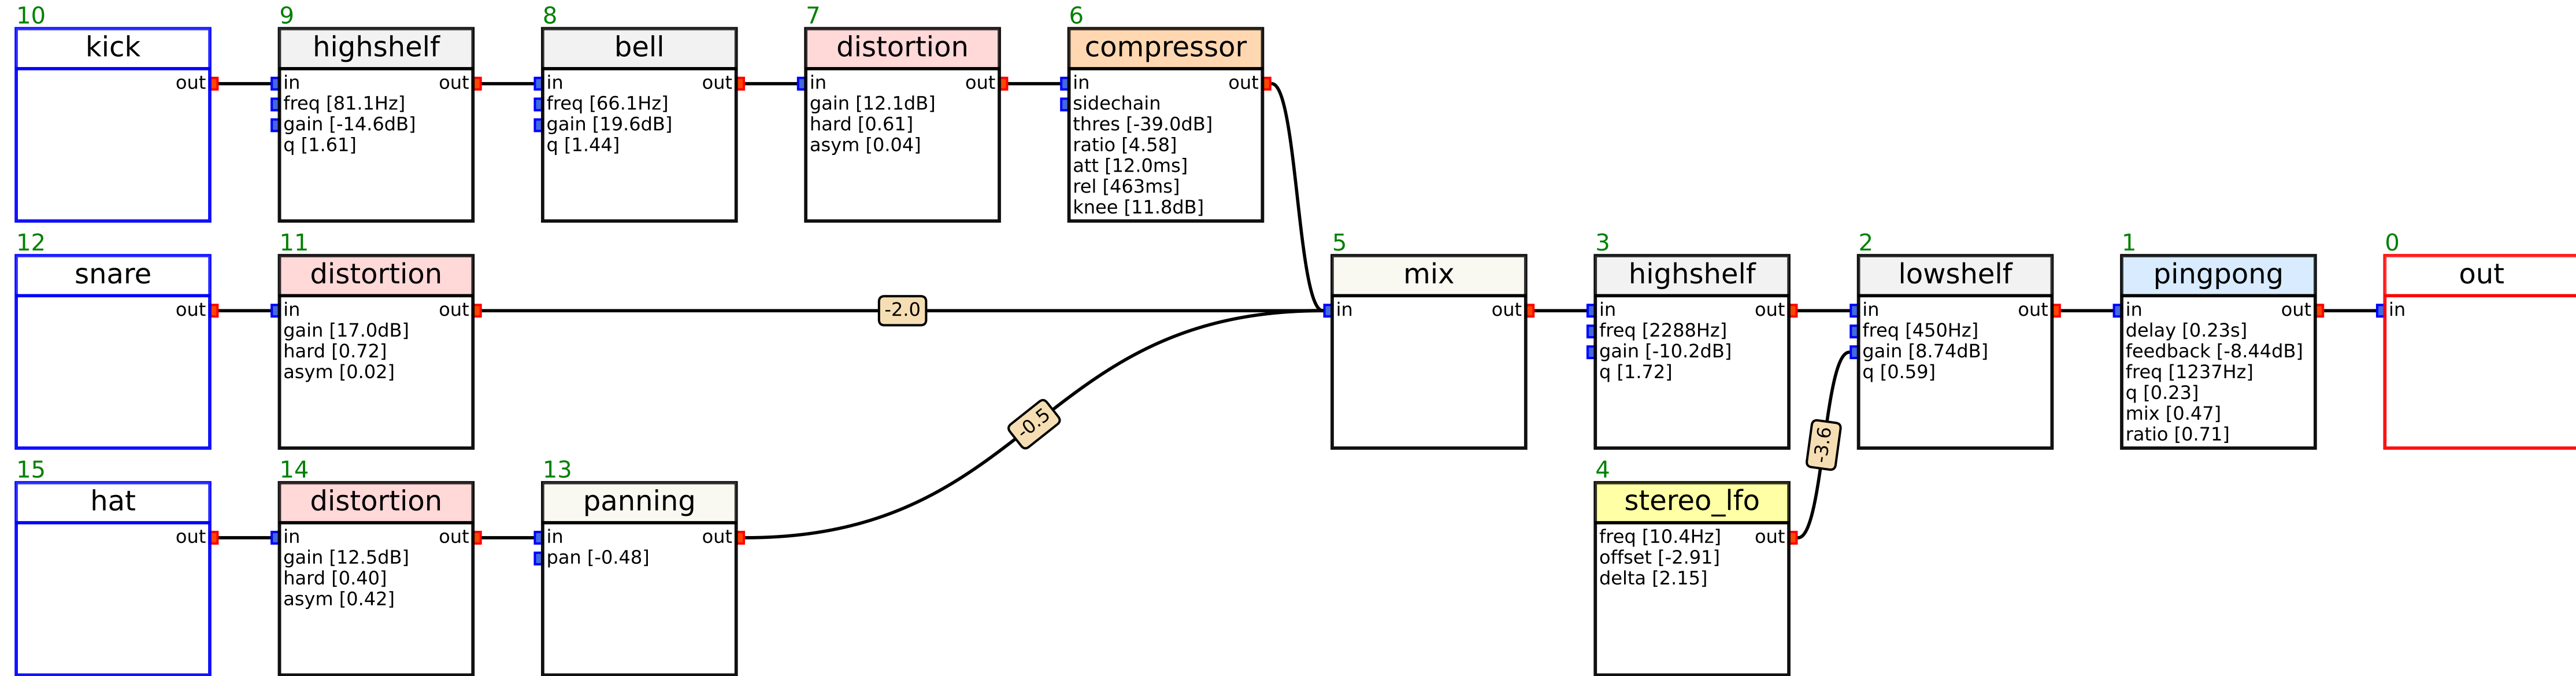 10
kick
out
9
highshelf
in out
freq [81.1Hz]
gain [-14.6dB]
q [1.61]
8
bell
in out
freq [66.1Hz]
gain [19.6dB]
q [1.44]
7
distortion
in out
gain [12.1dB]
hard [0.61]
asym [0.04]
6
compressor
in out
sidechain
thres [-39.0dB]
ratio [4.58]
att [12.0ms]
rel [463ms]
knee [11.8dB]
12
snare
out
11
distortion
in out
gain [17.0dB]
hard [0.72]
asym [0.02]
-2.0
5
mix
in out
3
highshelf
in out
freq [2288Hz]
gain [-10.2dB]
q [1.72]
2
lowshelf
in out
freq [450Hz]
gain [8.74dB]
q [0.59]
1
pingpong
in out
delay [0.23s]
feedback [-8.44dB]
freq [1237Hz]
q [0.23]
mix [0.47]
ratio [0.71]
0
out
in
15
hat
out
14
distortion
in out
gain [12.5dB]
hard [0.40]
asym [0.42]
13
panning
in out
pan [-0.48]
-0.5
4
stereo_lfo
freq [10.4Hz] out
offset [-2.91]
delta [2.15]
-3.6